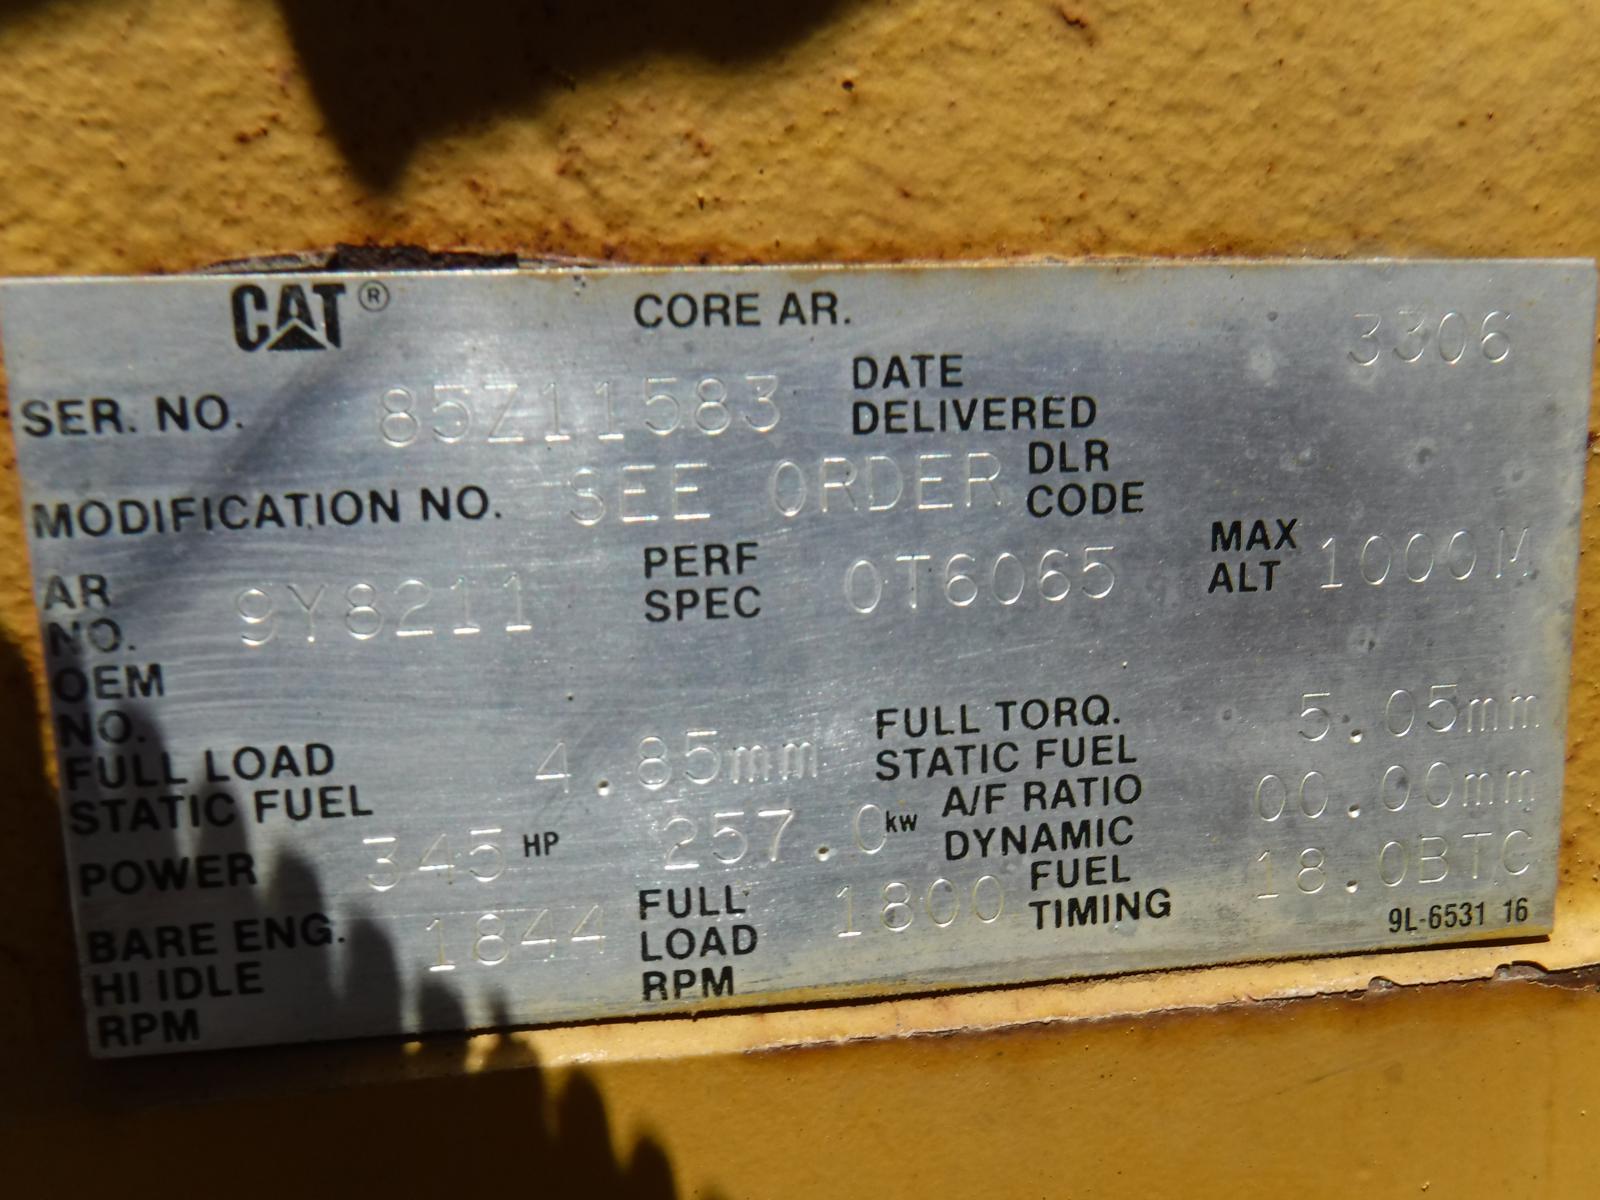 CAT® CORE AR. 3306
SER. NO. 85Z11583 DATE DELIVERED
MODIFICATION NO. SEE ORDER DLR CODE
AR NO. 9Y8211 PERF SPEC 0T6065 MAX ALT 1000M
OEM NO.
FULL LOAD STATIC FUEL 4.85mm FULL TORQ. STATIC FUEL 5.05mm
A/F RATIO DYNAMIC 00.00mm
POWER 345 HP 257.0 kw FUEL TIMING 18.0BTC
BARE ENG. HI IDLE RPM 1844 FULL LOAD RPM 1800
9L-6531 16